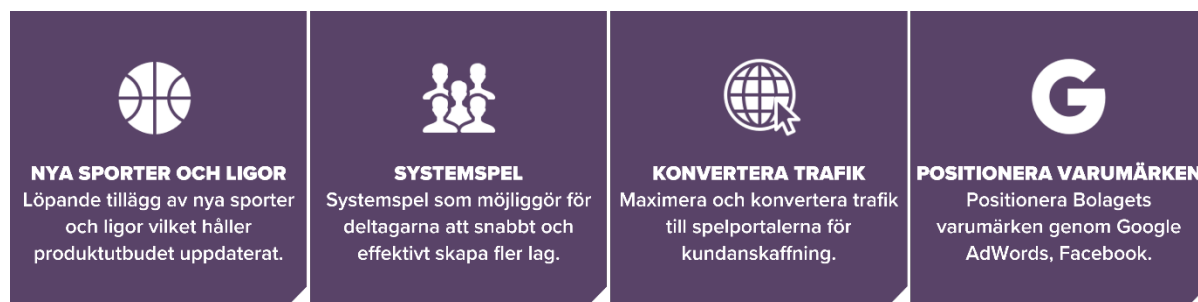 NYA SPORTER OCH LIGOR
Löpande tillägg av nya sporter
och ligor vilket håller
produktutbudet uppdaterat.
SYSTEMSPEL
Systemspel som möjliggör för
deltagarna att snabbt och
effektivt skapa fler lag.
KONVERTERA TRAFIK
Maximera och konvertera trafik
till spelportalerna för
kundanskaffning.
G
POSITIONERA VARUMÄRKEN
Positionera Bolagets
varumärken genom Google
AdWords, Facebook.